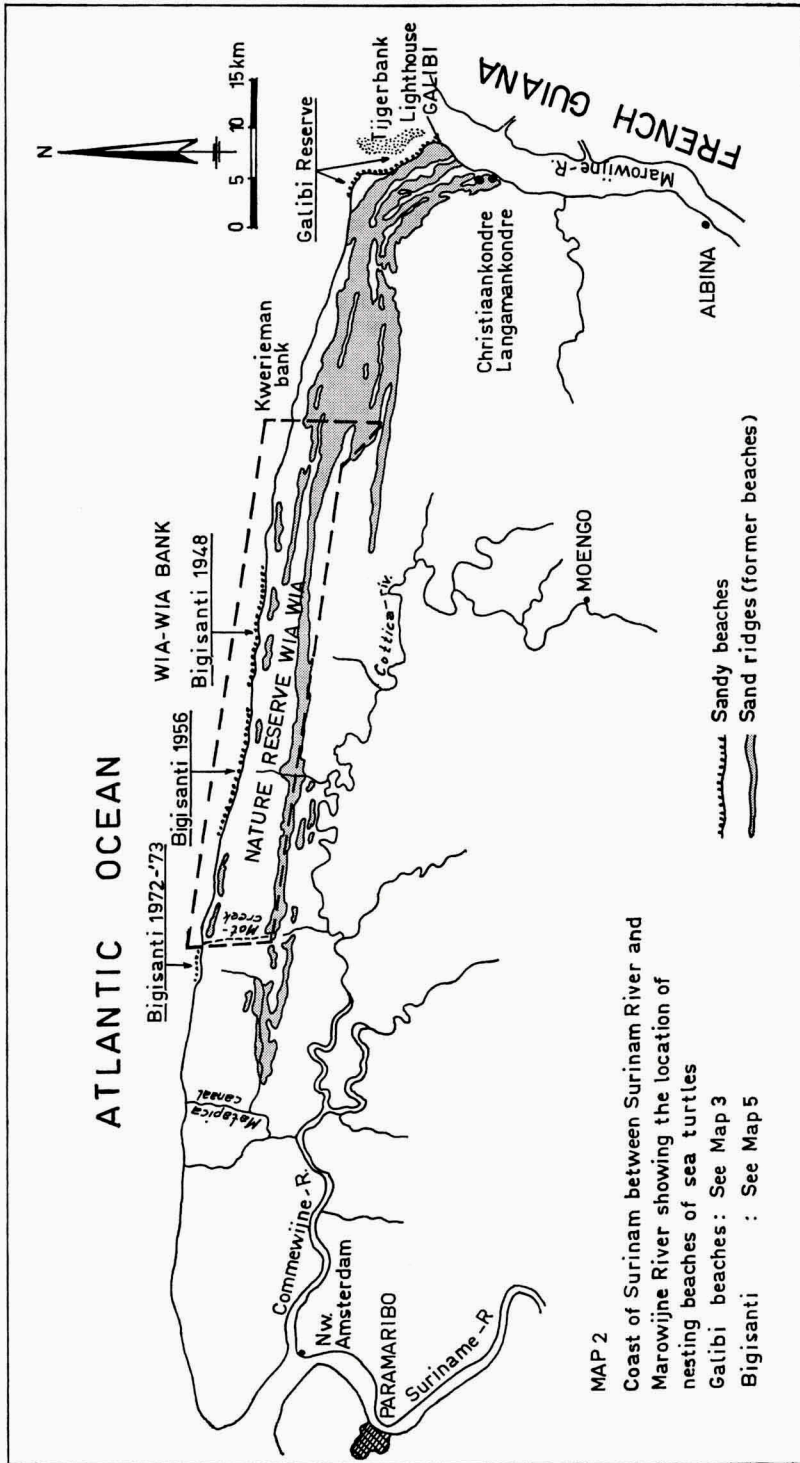 ATLANTIC OCEAN
N
0 5 10 15km
Bigisanti 1972-'73
Bigisanti 1956
WIA-WIA BANK
Bigisanti 1948
Kwerieman
bank
Galibi Reserve
Tijgerbank
Lighthouse
GALIBI
FRENCH GUIANA
Marowijne-R.
ALBINA
Christiaankondre
Langamankondre
NATURE RESERVE WIA WIA
Mot-
creek
Matapica
canaal
Cottica-riv.
MOENGO
Commewijne-R.
Nw.
Amsterdam
PARAMARIBO
Suriname-R
Sandy beaches
Sand ridges (former beaches)
MAP 2
Coast of Surinam between Surinam River and
Marowijne River showing the location of
nesting beaches of sea turtles
Galibi beaches: See Map 3
Bigisanti : See Map 5